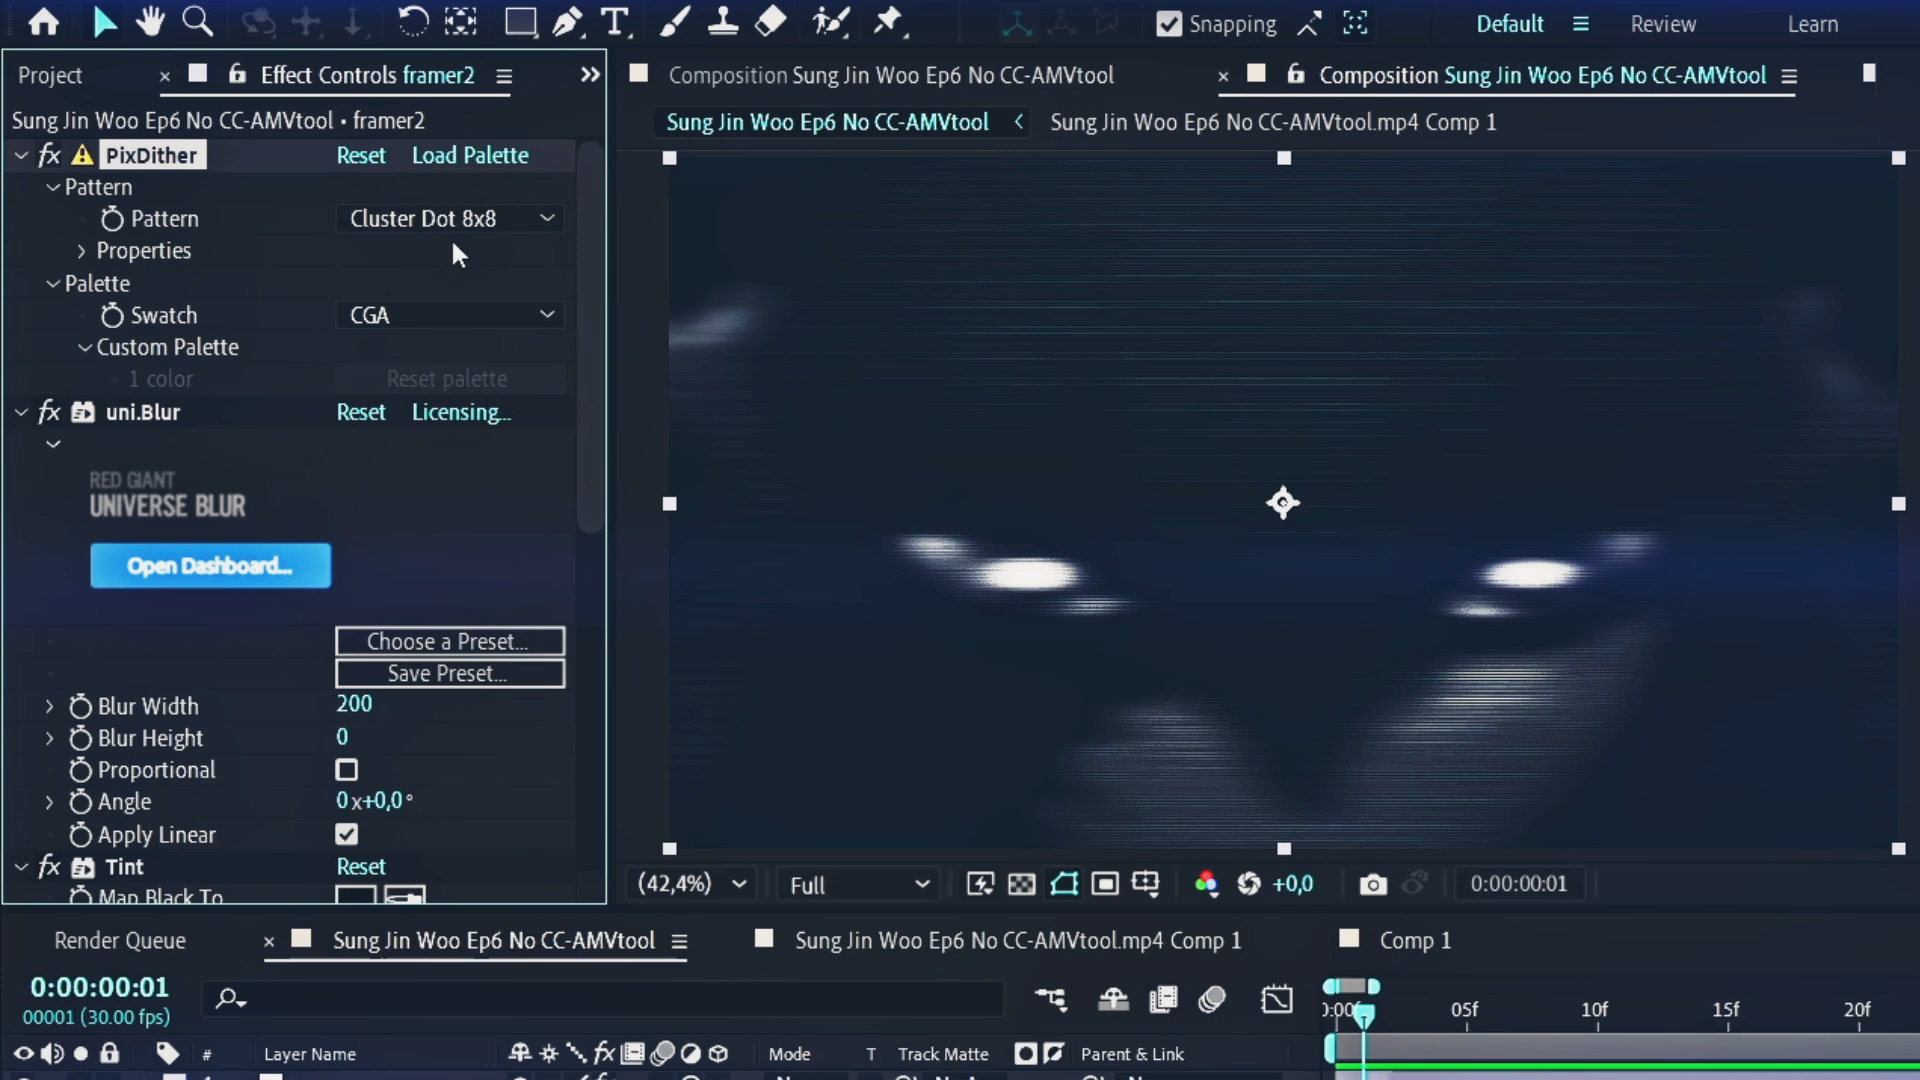 Snapping
Default
Review
Learn
Project
Effect Controls framer2
Composition Sung Jin Woo Ep6 No CC-AMVtool
Composition Sung Jin Woo Ep6 No CC-AMVtool
Sung Jin Woo Ep6 No CC-AMVtool • framer2
Sung Jin Woo Ep6 No CC-AMVtool
Sung Jin Woo Ep6 No CC-AMVtool.mp4 Comp 1
fx PixDither Reset Load Palette
Pattern
Pattern Cluster Dot 8x8
Properties
Palette
Swatch CGA
Custom Palette
1 color Reset palette
fx uni.Blur Reset Licensing...
RED GIANT
UNIVERSE BLUR
Open Dashboard...
Choose a Preset...
Save Preset...
Blur Width 200
Blur Height 0
Proportional
Angle 0x+0,0°
Apply Linear
fx Tint Reset
Map Black To
(42,4%) Full +0,0 0:00:00:01
Render Queue
Sung Jin Woo Ep6 No CC-AMVtool
Sung Jin Woo Ep6 No CC-AMVtool.mp4 Comp 1
Comp 1
0:00:00:01
00001 (30.00 fps)
05f 10f 15f 20f
# Layer Name fx Mode T Track Matte Parent & Link